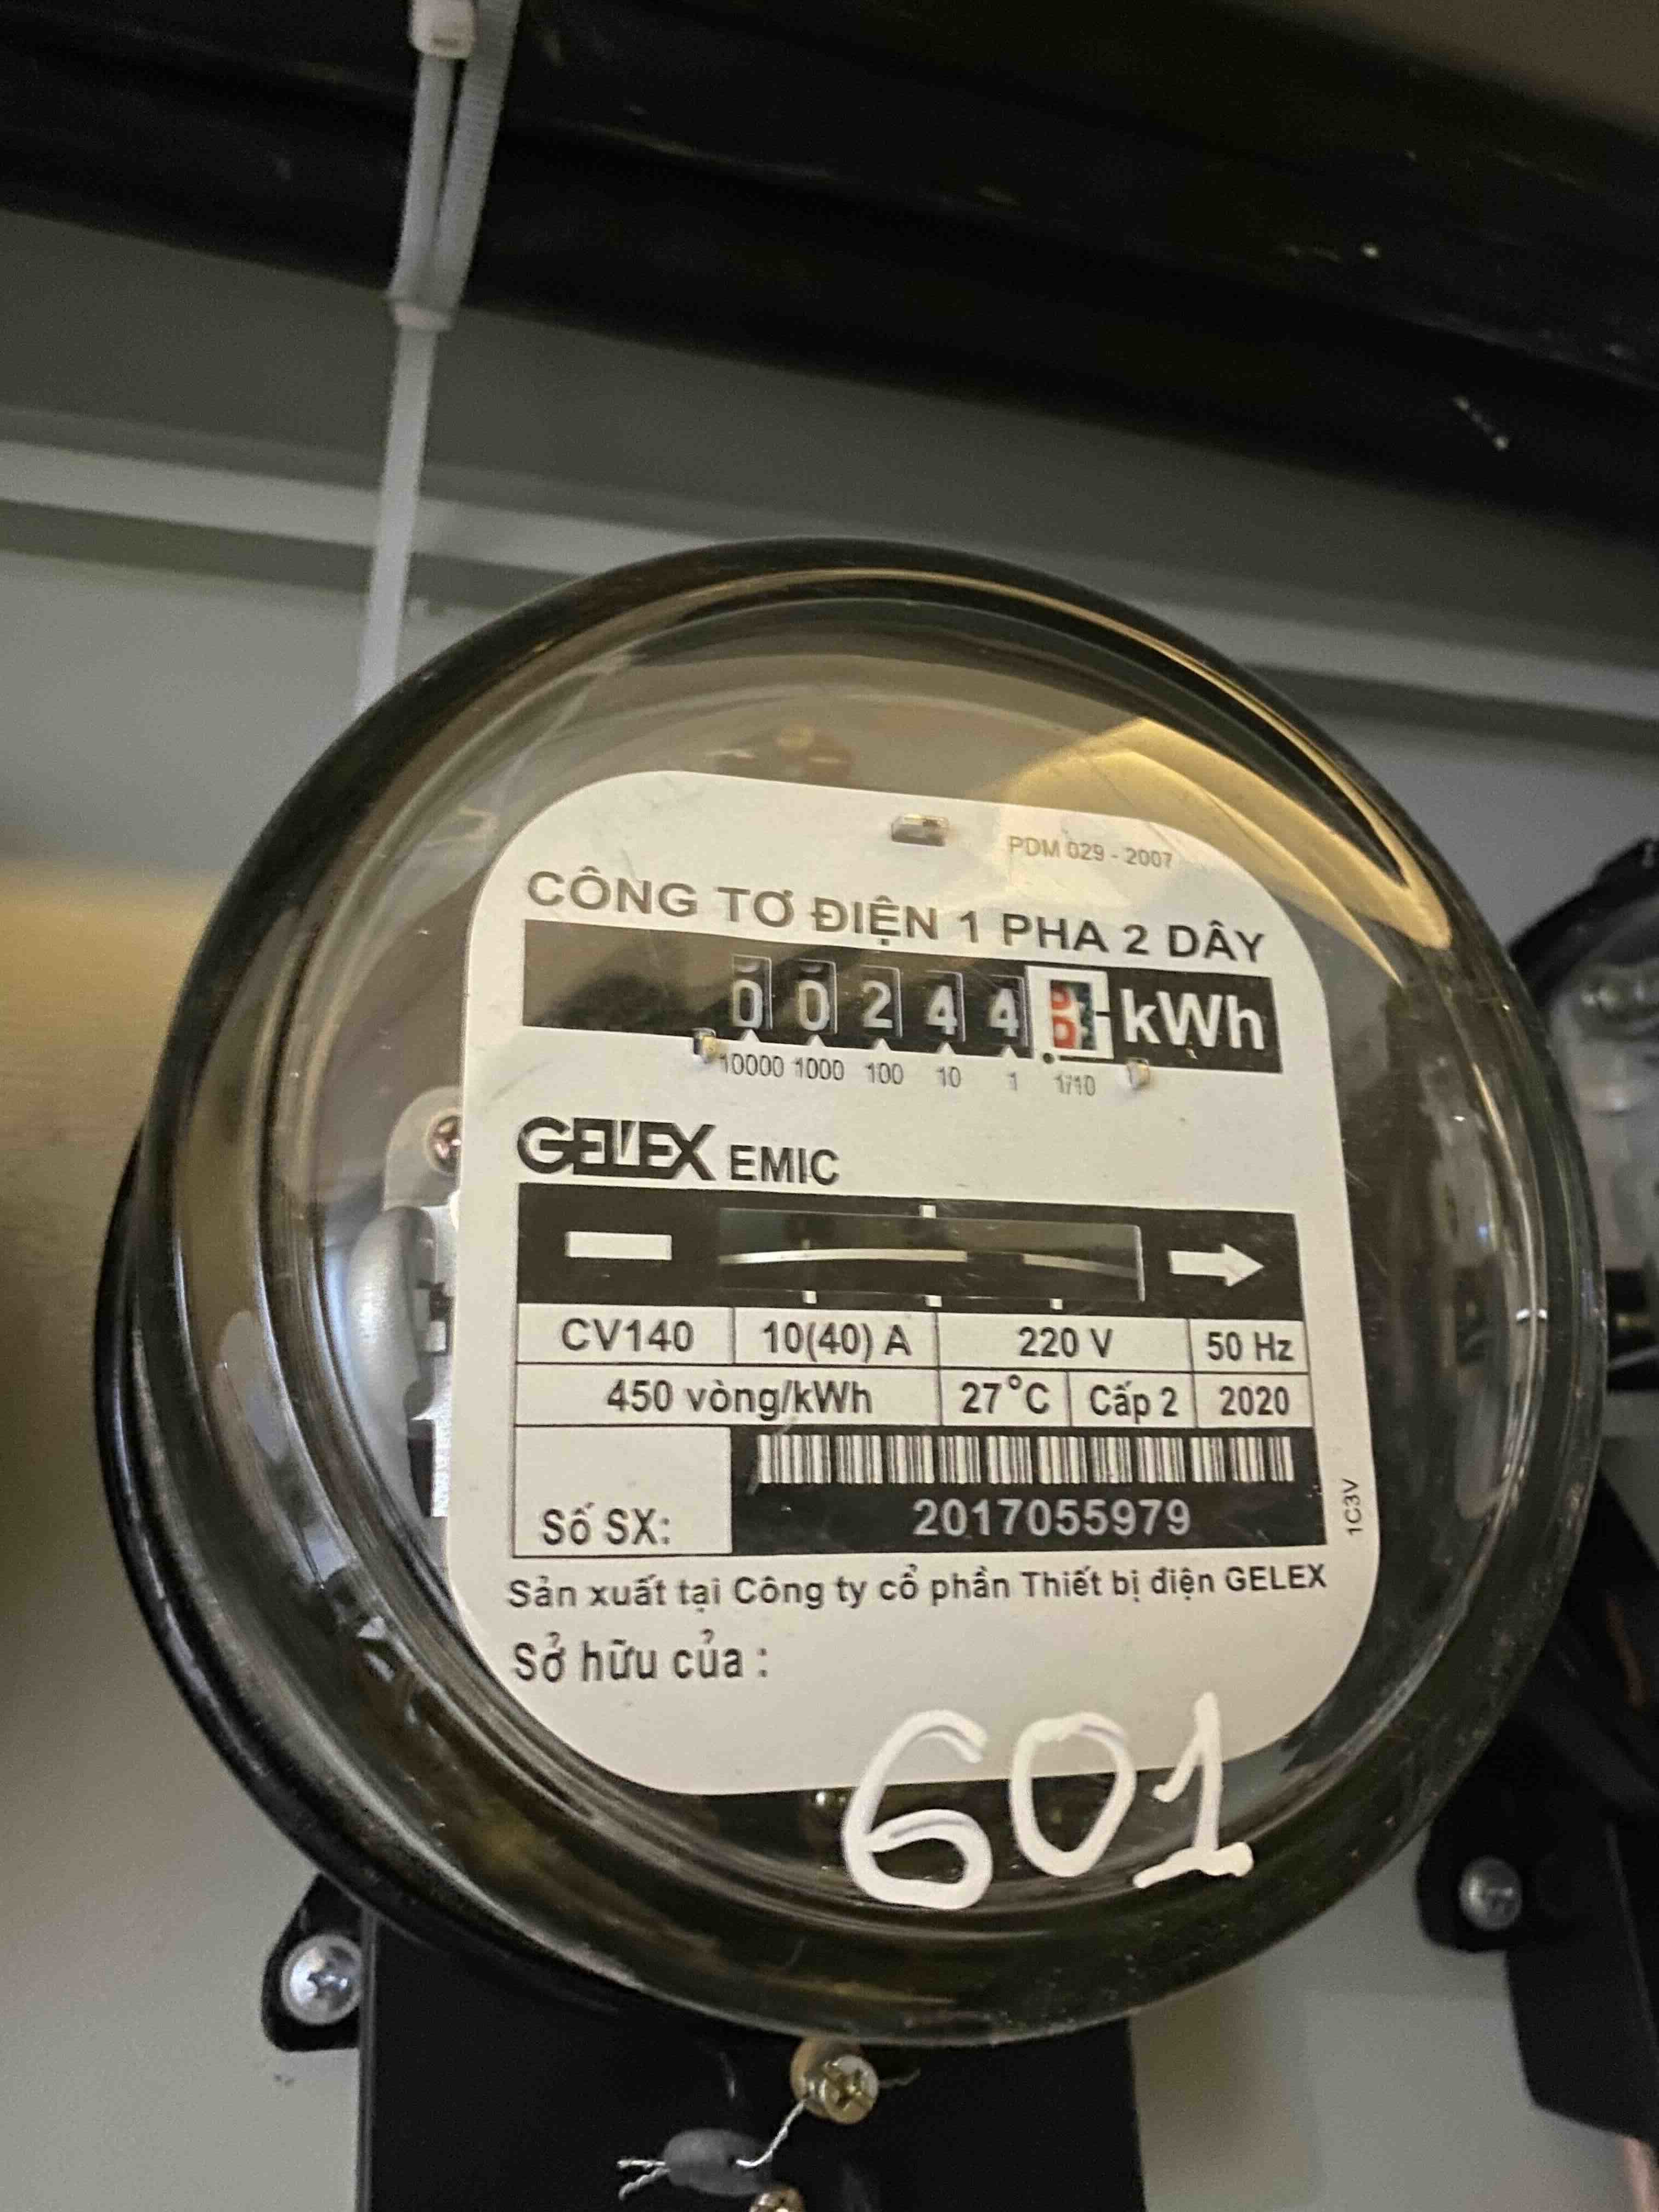 PDM 029 - 2007
CÔNG TƠ ĐIỆN 1 PHA 2 DÂY
0 0 2 4 4 kWh
10000 1000 100 10 1 1/10
GELEX EMIC
CV140 10(40) A 220 V 50 Hz
450 vòng/kWh 27°C Cấp 2 2020
Số SX: 2017055979
1C3V
Sản xuất tại Công ty cổ phần Thiết bị điện GELEX
Sở hữu của :
601